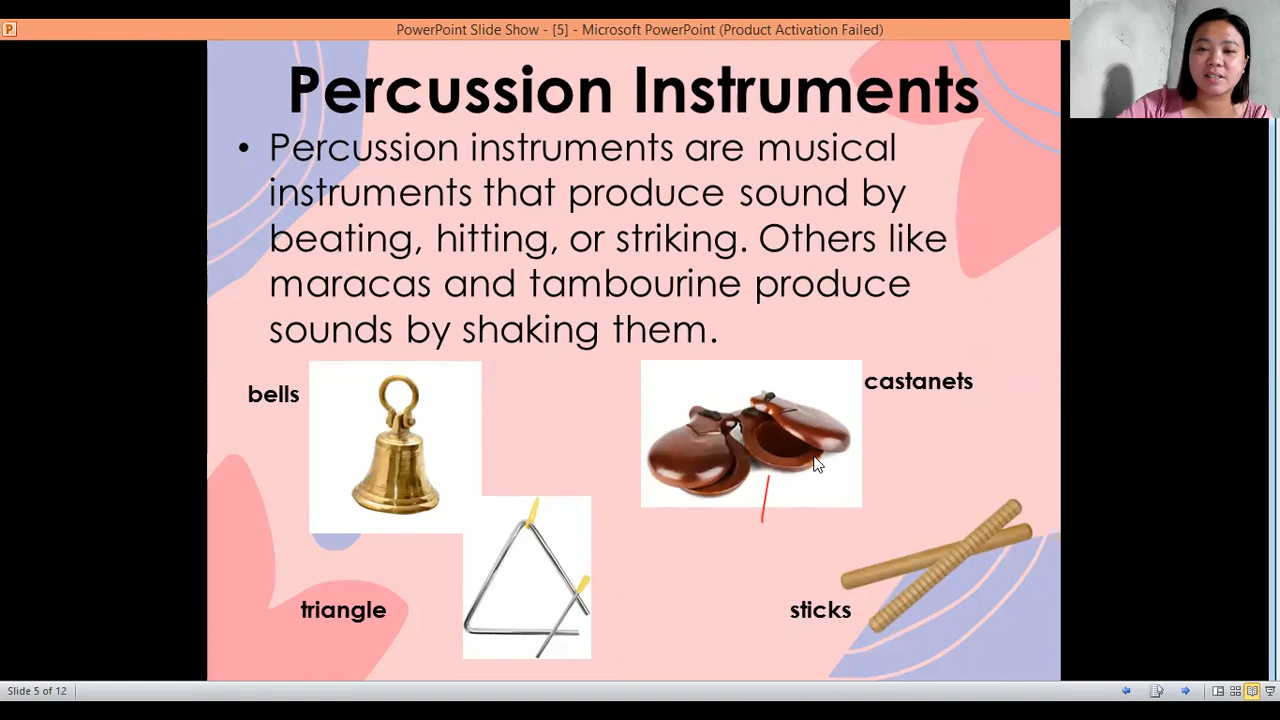 PowerPoint Slide Show - [5] - Microsoft PowerPoint (Product Activation Failed)
Percussion Instruments
• Percussion instruments are musical
instruments that produce sound by
beating, hitting, or striking. Others like
maracas and tambourine produce
sounds by shaking them.
bells
castanets
triangle
sticks
Slide 5 of 12